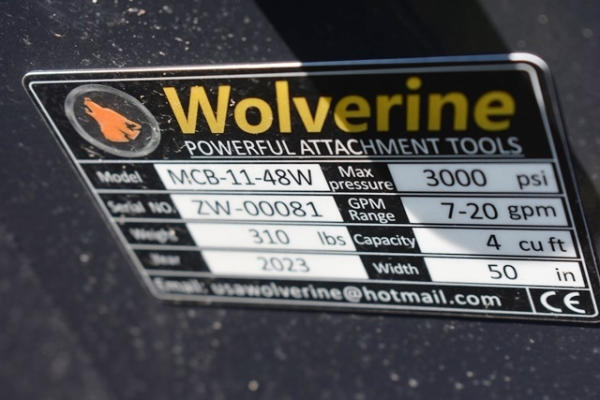 Wolverine
POWERFUL ATTACHMENT TOOLS
Model MCB-11-48W Max pressure 3000 psi
Serial NO. ZW-00081 GPM Range 7-20 gpm
Weight 310 lbs Capacity 4 cu ft
Year 2023 Width 50 in
Email: usawolverine@hotmail.com CE